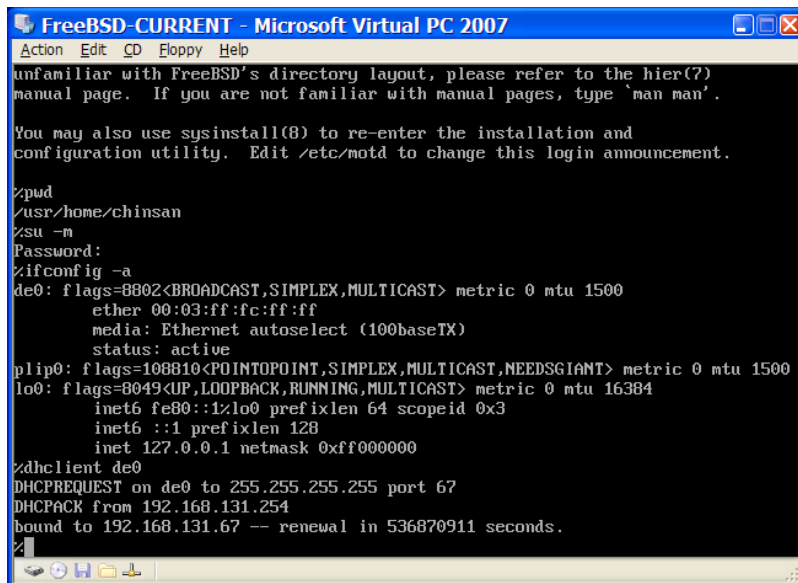 FreeBSD-CURRENT - Microsoft Virtual PC 2007
Action Edit CD Floppy Help
unfamiliar with FreeBSD's directory layout, please refer to the hier(7)
manual page.  If you are not familiar with manual pages, type `man man'.
You may also use sysinstall(8) to re-enter the installation and
configuration utility.  Edit /etc/motd to change this login announcement.
%pwd
/usr/home/chinsan
%su -m
Password:
%ifconfig -a
de0: flags=8802<BROADCAST,SIMPLEX,MULTICAST> metric 0 mtu 1500
ether 00:03:ff:fc:ff:ff
media: Ethernet autoselect (100baseTX)
status: active
plip0: flags=108810<POINTOPOINT,SIMPLEX,MULTICAST,NEEDSGIANT> metric 0 mtu 1500
lo0: flags=8049<UP,LOOPBACK,RUNNING,MULTICAST> metric 0 mtu 16384
inet6 fe80::1%lo0 prefixlen 64 scopeid 0x3
inet6 ::1 prefixlen 128
inet 127.0.0.1 netmask 0xff000000
%dhclient de0
DHCPREQUEST on de0 to 255.255.255.255 port 67
DHCPACK from 192.168.131.254
bound to 192.168.131.67 -- renewal in 536870911 seconds.
%